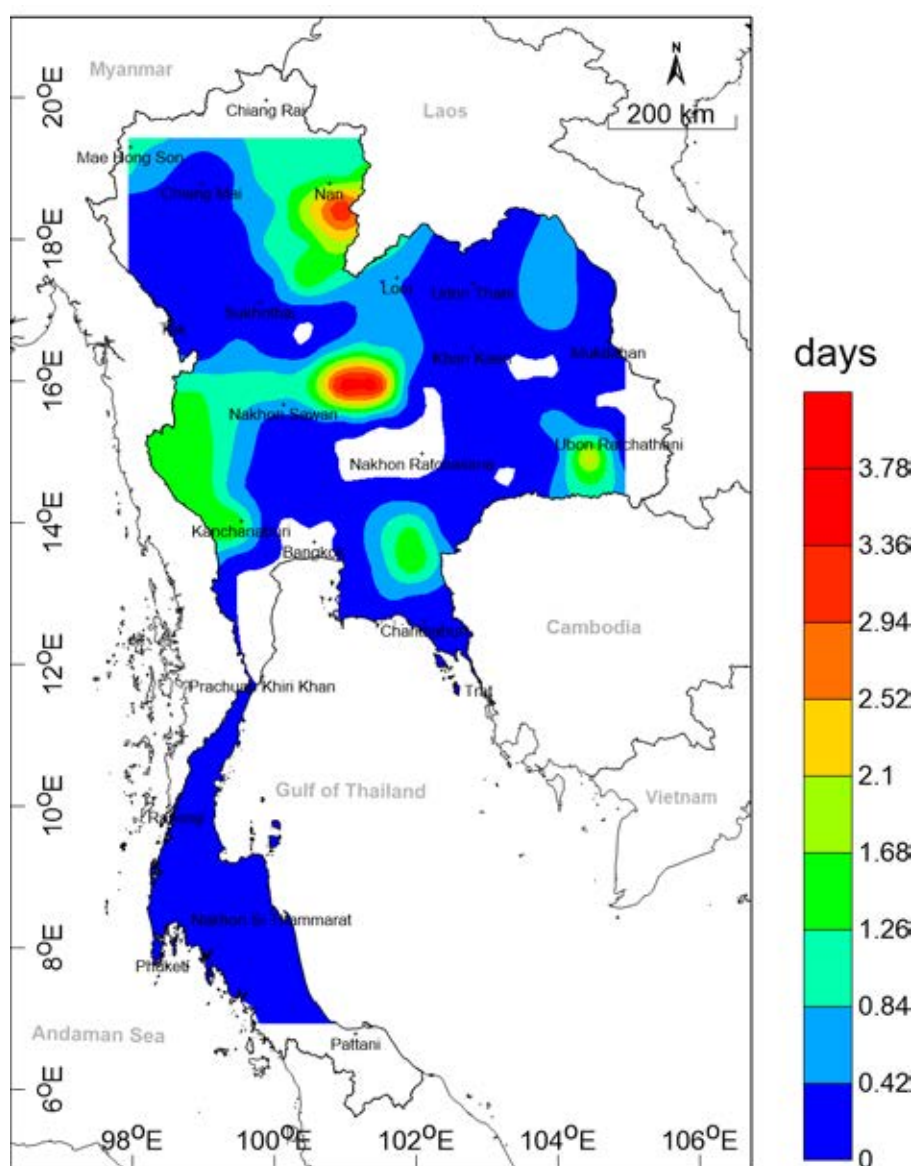 N
Myanmar
20°E
Chiang Rai
Laos
200 km
Mae Hong Son
Chiang Mai
Nan
18°E
Loei
Udon Thani
Sukhothai
Tak
days
Khon Kaen
Mukdahan
16°E
3.78
Nakhon Sawan
Ubon Ratchathani
Nakhon Ratchasima
3.36
14°E
Kanchanaburi
Bangkok
2.94
Chanthaburi
Cambodia
2.52
12°E
Prachuap Khiri Khan
Trat
2.1
Gulf of Thailand
Vietnam
10°E
Ranong
1.68
1.26
Nakhon Si Thammarat
8°E
Phuket
0.84
Andaman Sea
Pattani
0.42
6°E
98°E
100°E
102°E
104°E
106°E
0